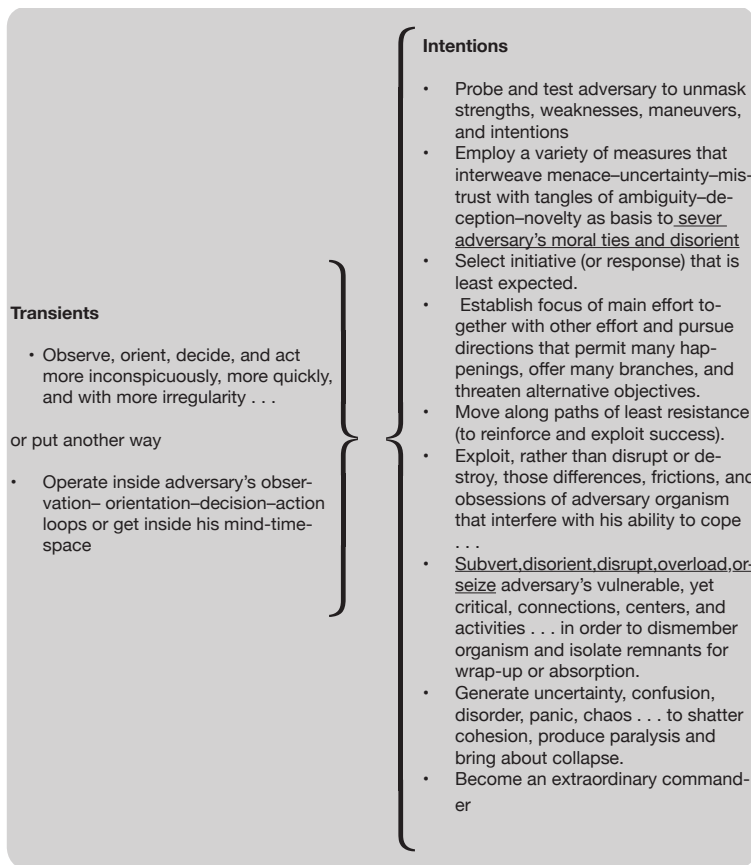 Transients
• Observe, orient, decide, and act
more inconspicuously, more quickly,
and with more irregularity . . .
or put another way
• Operate inside adversary's obser-
vation– orientation–decision–action
loops or get inside his mind-time-
space
Intentions
• Probe and test adversary to unmask
strengths, weaknesses, maneuvers,
and intentions
• Employ a variety of measures that
interweave menace–uncertainty–mis-
trust with tangles of ambiguity–de-
ception–novelty as basis to sever
adversary's moral ties and disorient
• Select initiative (or response) that is
least expected.
• Establish focus of main effort to-
gether with other effort and pursue
directions that permit many hap-
penings, offer many branches, and
threaten alternative objectives.
• Move along paths of least resistance
(to reinforce and exploit success).
• Exploit, rather than disrupt or de-
stroy, those differences, frictions, and
obsessions of adversary organism
that interfere with his ability to cope
. . .
• Subvert,disorient,disrupt,overload,or-
seize adversary's vulnerable, yet
critical, connections, centers, and
activities . . . in order to dismember
organism and isolate remnants for
wrap-up or absorption.
• Generate uncertainty, confusion,
disorder, panic, chaos . . . to shatter
cohesion, produce paralysis and
bring about collapse.
• Become an extraordinary command-
er